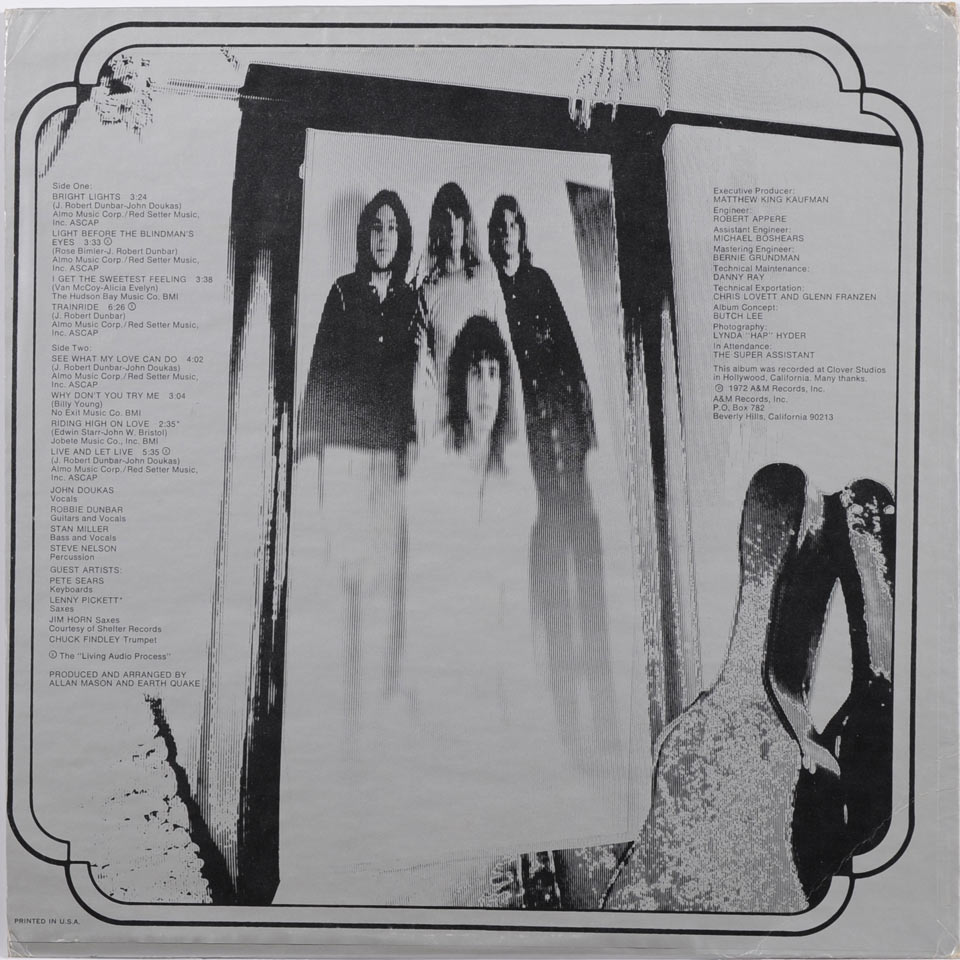 Side One:
BRIGHT LIGHTS 3:24
(J. Robert Dunbar-John Doukas)
Almo Music Corp./Red Setter Music,
Inc. ASCAP
LIGHT BEFORE THE BLINDMAN'S
EYES 3:33
(Rose Bimler-J. Robert Dunbar)
Almo Music Corp./Red Setter Music,
Inc. ASCAP
I GET THE SWEETEST FEELING 3:38
(Van McCoy-Alicia Evelyn)
The Hudson Bay Music Co. BMI
TRAINRIDE 6:26
(J. Robert Dunbar)
Almo Music Corp./Red Setter Music,
Inc. ASCAP
Side Two:
SEE WHAT MY LOVE CAN DO 4:02
(J. Robert Dunbar-John Doukas)
Almo Music Corp./Red Setter Music,
Inc. ASCAP
WHY DON'T YOU TRY ME 3:04
(Billy Young)
No Exit Music Co. BMI
RIDING HIGH ON LOVE 2:35*
(Edwin Starr-John W. Bristol)
Jobete Music Co., Inc. BMI
LIVE AND LET LIVE 5:35
(J. Robert Dunbar-John Doukas)
Almo Music Corp./Red Setter Music,
Inc. ASCAP
JOHN DOUKAS
Vocals
ROBBIE DUNBAR
Guitars and Vocals
STAN MILLER
Bass and Vocals
STEVE NELSON
Percussion
GUEST ARTISTS:
PETE SEARS
Keyboards
LENNY PICKETT*
Saxes
JIM HORN Saxes
Courtesy of Shelter Records
CHUCK FINDLEY Trumpet
The "Living Audio Process"
PRODUCED AND ARRANGED BY
ALLAN MASON AND EARTH QUAKE
Executive Producer:
MATTHEW KING KAUFMAN
Engineer:
ROBERT APPERE
Assistant Engineer:
MICHAEL BOSHEARS
Mastering Engineer:
BERNIE GRUNDMAN
Technical Maintenance:
DANNY RAY
Technical Exportation:
CHRIS LOVETT AND GLENN FRANZEN
Album Concept:
BUTCH LEE
Photography:
LYNDA "HAP" HYDER
In Attendance:
THE SUPER ASSISTANT
This album was recorded at Clover Studios
in Hollywood, California. Many thanks.
℗ 1972 A&M Records, Inc.
A&M Records, Inc.
P.O. Box 782
Beverly Hills, California 90213
PRINTED IN U.S.A.